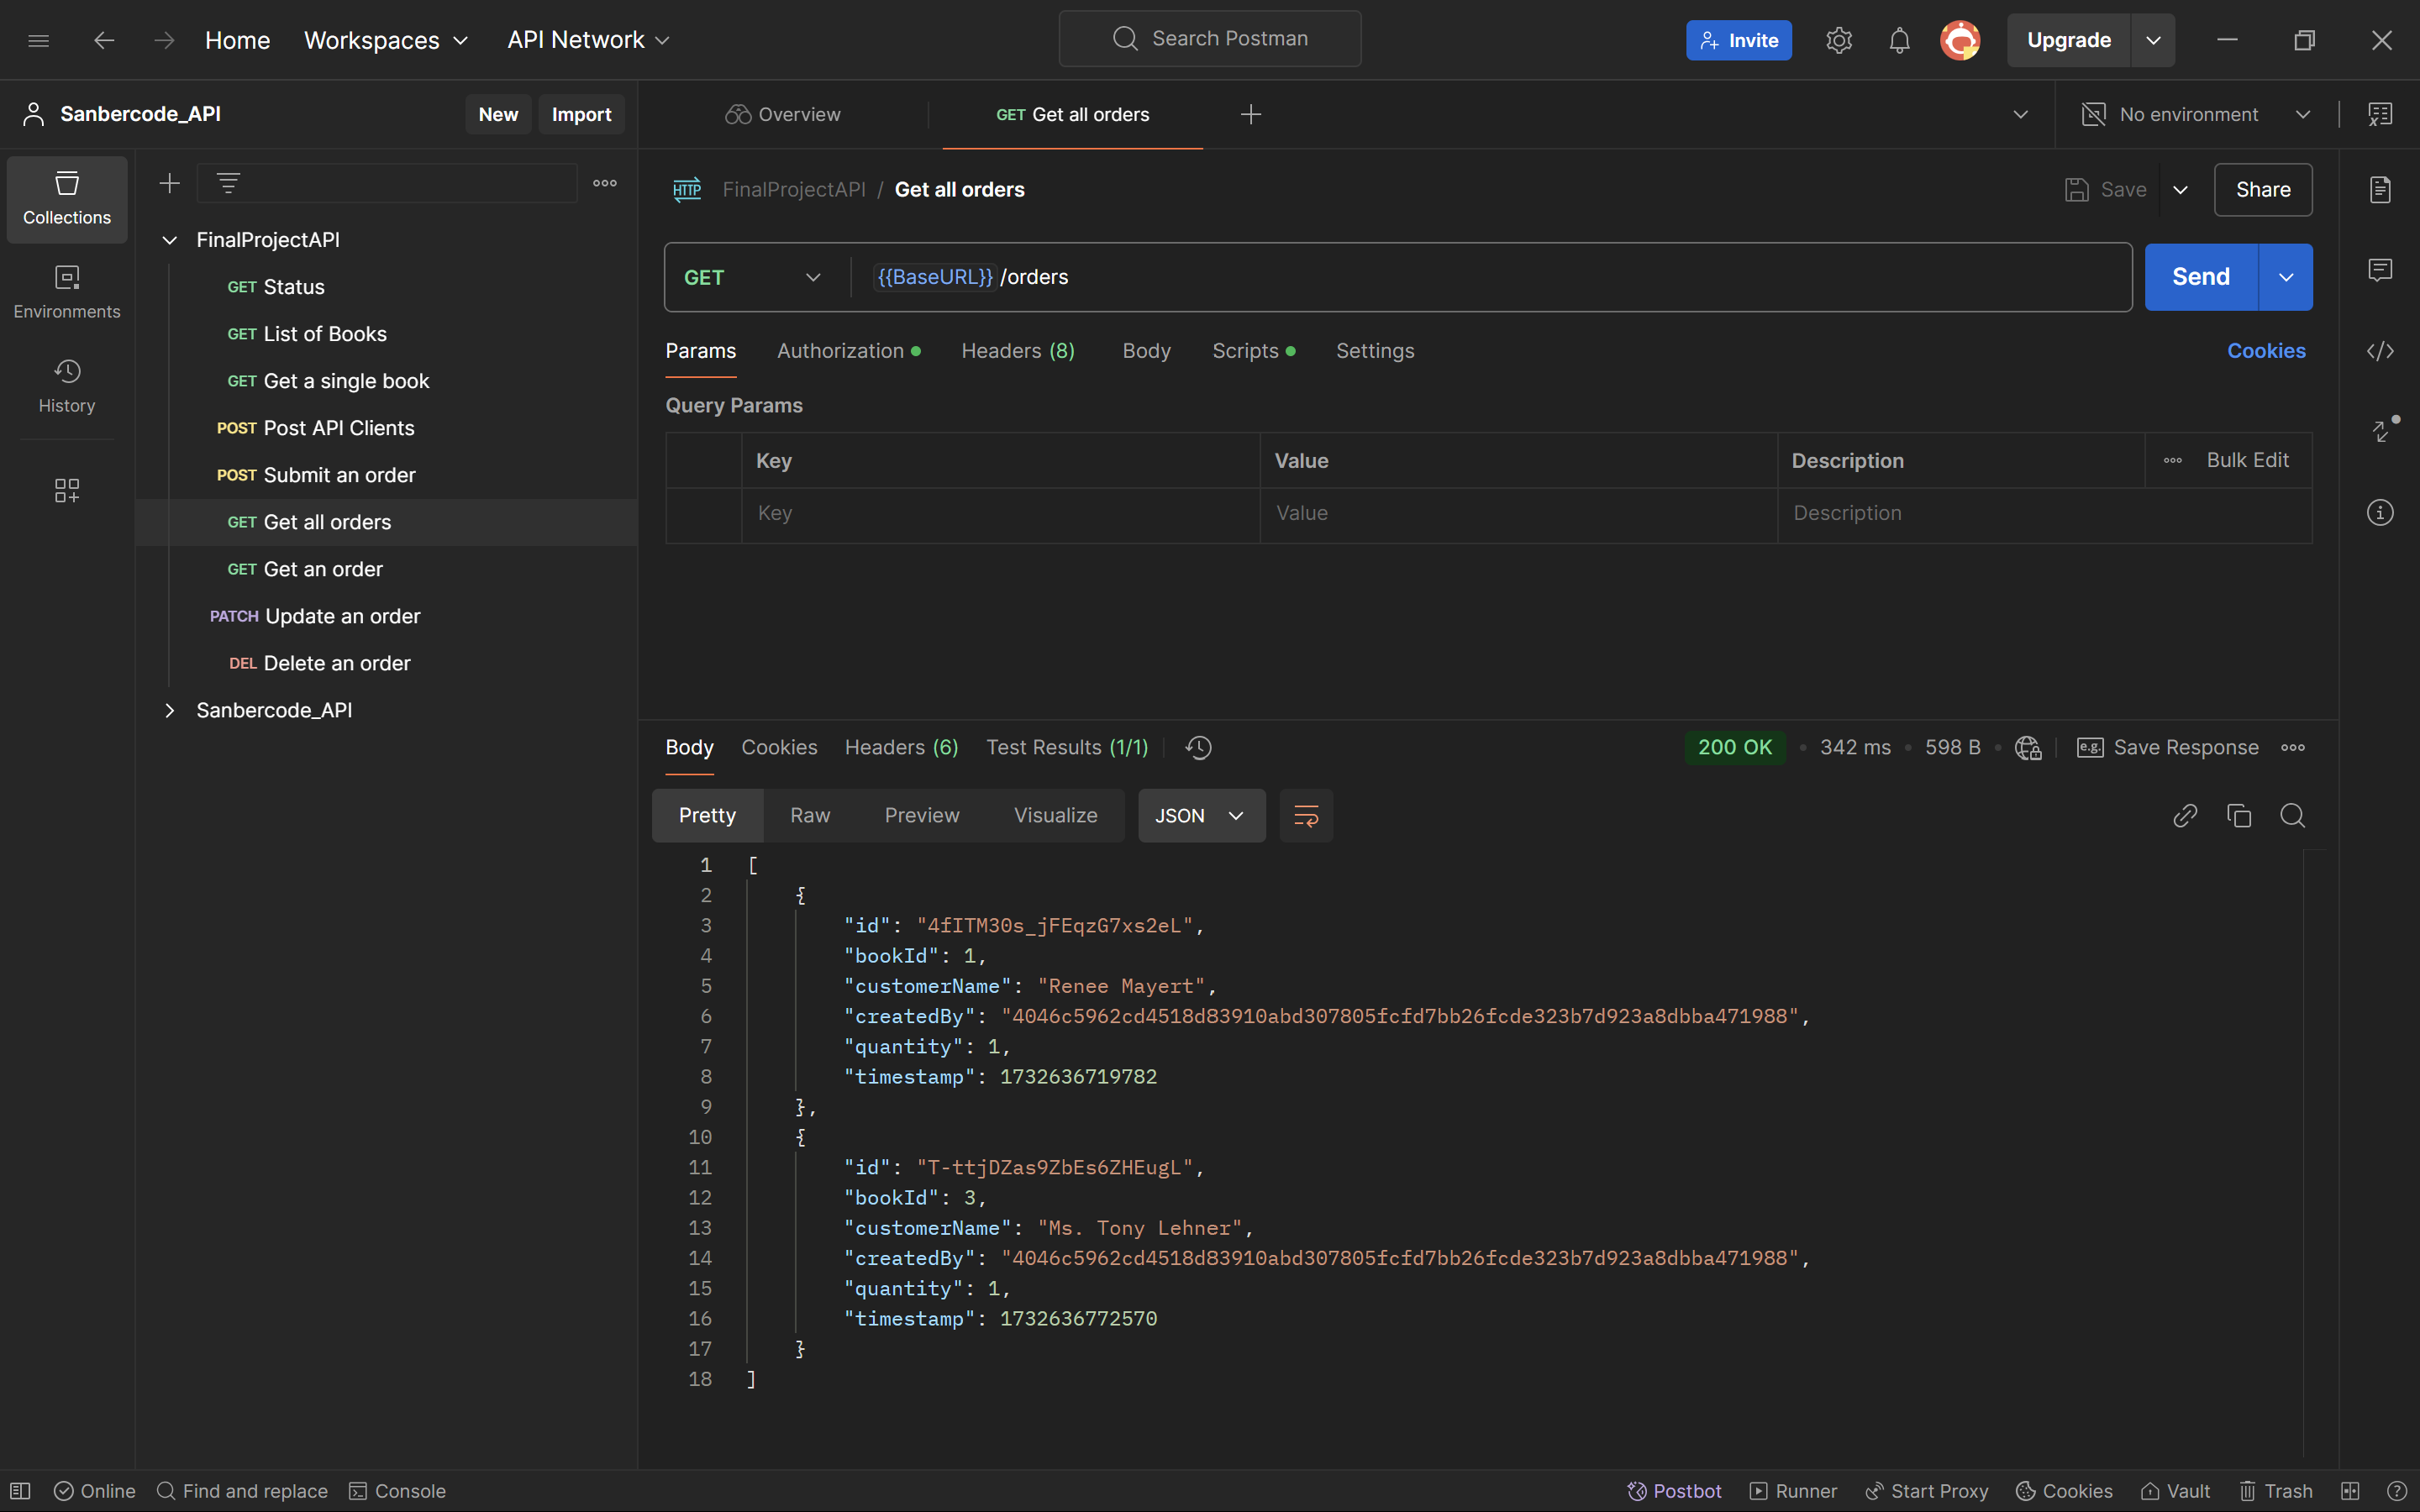 Home Workspaces API Network Search Postman Invite Upgrade
Sanbercode_API New Import Overview GET Get all orders No environment
Collections
Environments
History
FinalProjectAPI
GET Status
GET List of Books
GET Get a single book
POST Post API Clients
POST Submit an order
GET Get all orders
GET Get an order
PATCH Update an order
DEL Delete an order
Sanbercode_API
HTTP FinalProjectAPI / Get all orders Save Share
GET {{BaseURL}}/orders Send
Params Authorization Headers (8) Body Scripts Settings Cookies
Query Params
Key Value Description Bulk Edit
Key Value Description
Body Cookies Headers (6) Test Results (1/1) 200 OK 342 ms 598 B e.g. Save Response
Pretty Raw Preview Visualize JSON
1 [
2 {
3 "id": "4fITM30s_jFEqzG7xs2eL",
4 "bookId": 1,
5 "customerName": "Renee Mayert",
6 "createdBy": "4046c5962cd4518d83910abd307805fcfd7bb26fcde323b7d923a8dbba471988",
7 "quantity": 1,
8 "timestamp": 1732636719782
9 },
10 {
11 "id": "T-ttjDZas9ZbEs6ZHEugL",
12 "bookId": 3,
13 "customerName": "Ms. Tony Lehner",
14 "createdBy": "4046c5962cd4518d83910abd307805fcfd7bb26fcde323b7d923a8dbba471988",
15 "quantity": 1,
16 "timestamp": 1732636772570
17 }
18 ]
Online Find and replace Console Postbot Runner Start Proxy Cookies Vault Trash